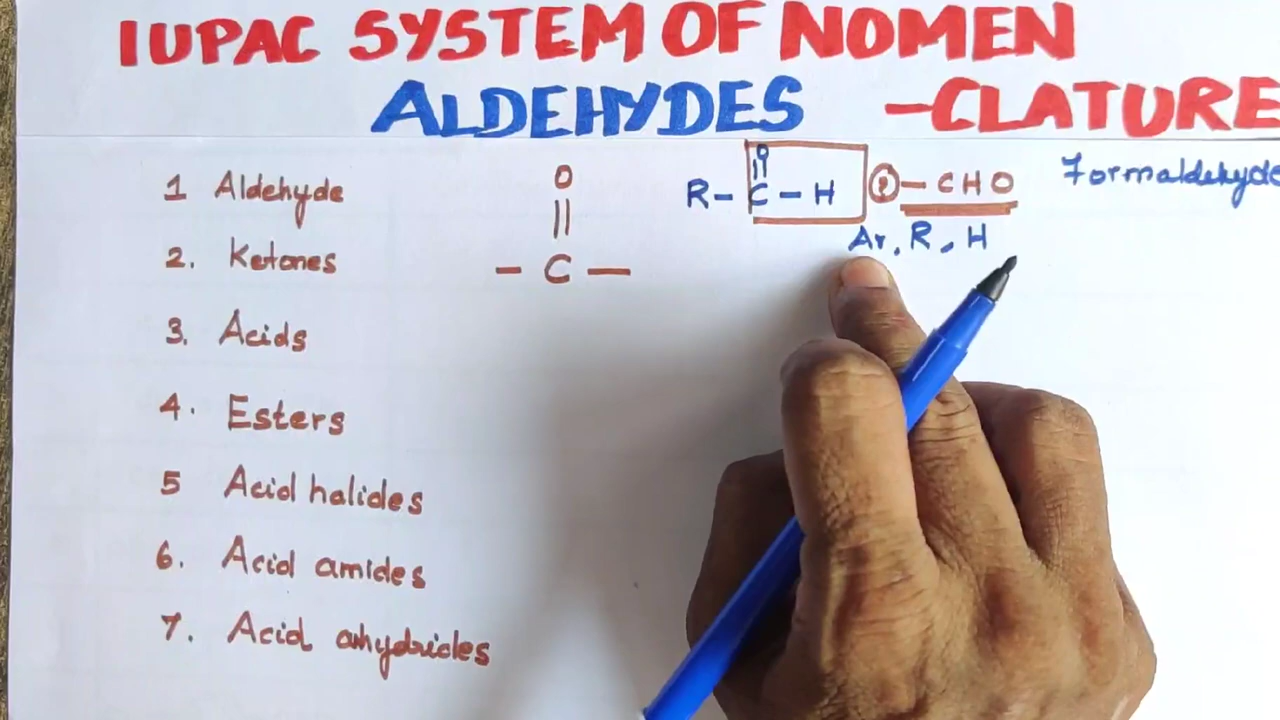 IUPAC SYSTEM OF NOMEN
ALDEHYDES -CLATURE
1 Aldehyde
2. Ketones
3. Acids
4. Esters
5 Acid halides
6. Acid amides
7. Acid anhydrides
O
||
- C -
O
||
R - C - H
R - CHO
Ar, R, H
Formaldehyde